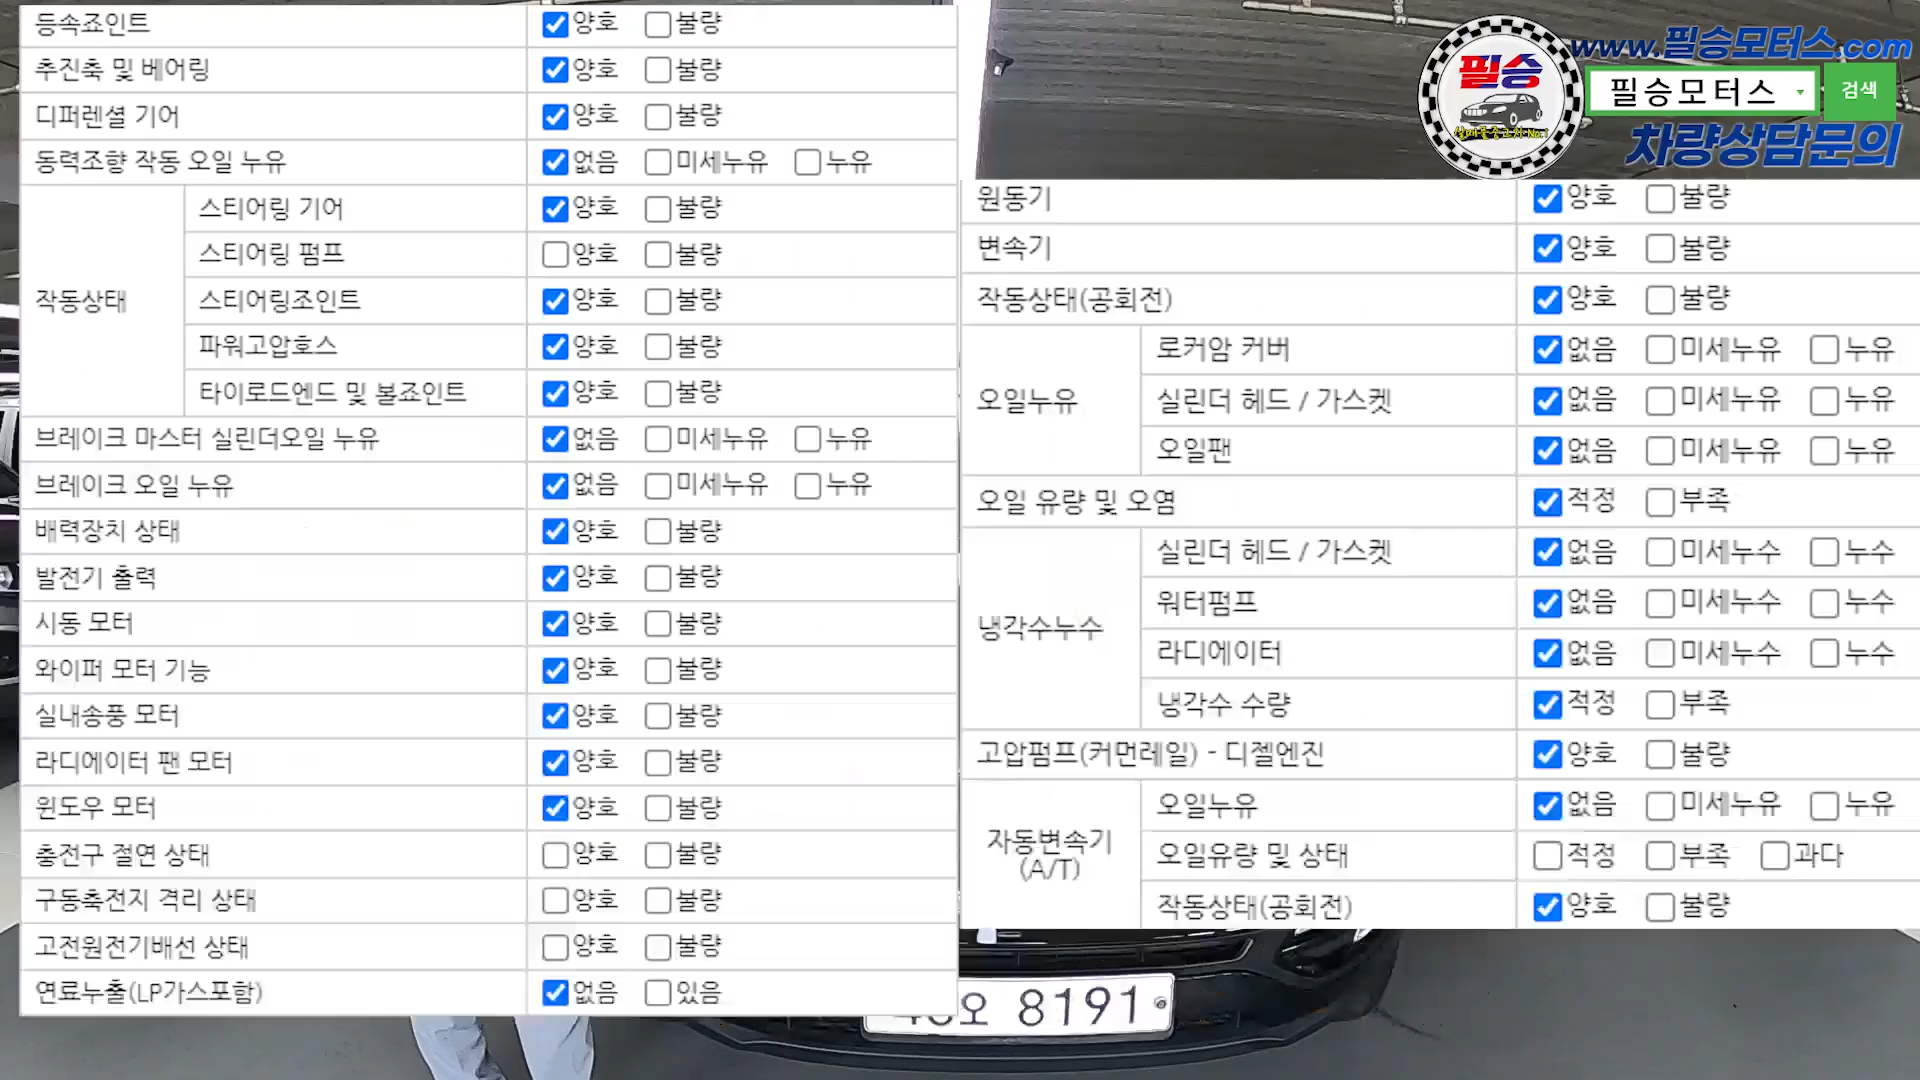 등속죠인트 양호 불량
추진축 및 베어링 양호 불량
디퍼렌셜 기어 양호 불량
동력조향 작동 오일 누유 없음 미세누유 누유
작동상태
스티어링 기어 양호 불량
스티어링 펌프 양호 불량
스티어링조인트 양호 불량
파워고압호스 양호 불량
타이로드엔드 및 볼죠인트 양호 불량
브레이크 마스터 실린더오일 누유 없음 미세누유 누유
브레이크 오일 누유 없음 미세누유 누유
배력장치 상태 양호 불량
발전기 출력 양호 불량
시동 모터 양호 불량
와이퍼 모터 기능 양호 불량
실내송풍 모터 양호 불량
라디에이터 팬 모터 양호 불량
윈도우 모터 양호 불량
충전구 절연 상태 양호 불량
구동축전지 격리 상태 양호 불량
고전원전기배선 상태 양호 불량
연료누출(LP가스포함) 없음 있음
www.필승모터스.com
필승
실매물중고차 No.1
필승모터스 검색
차량상담문의
원동기 양호 불량
변속기 양호 불량
작동상태(공회전) 양호 불량
오일누유
로커암 커버 없음 미세누유 누유
실린더 헤드 / 가스켓 없음 미세누유 누유
오일팬 없음 미세누유 누유
오일 유량 및 오염 적정 부족
냉각수누수
실린더 헤드 / 가스켓 없음 미세누수 누수
워터펌프 없음 미세누수 누수
라디에이터 없음 미세누수 누수
냉각수 수량 적정 부족
고압펌프(커먼레일) - 디젤엔진 양호 불량
자동변속기
(A/T)
오일누유 없음 미세누유 누유
오일유량 및 상태 적정 부족 과다
작동상태(공회전) 양호 불량
오 8191